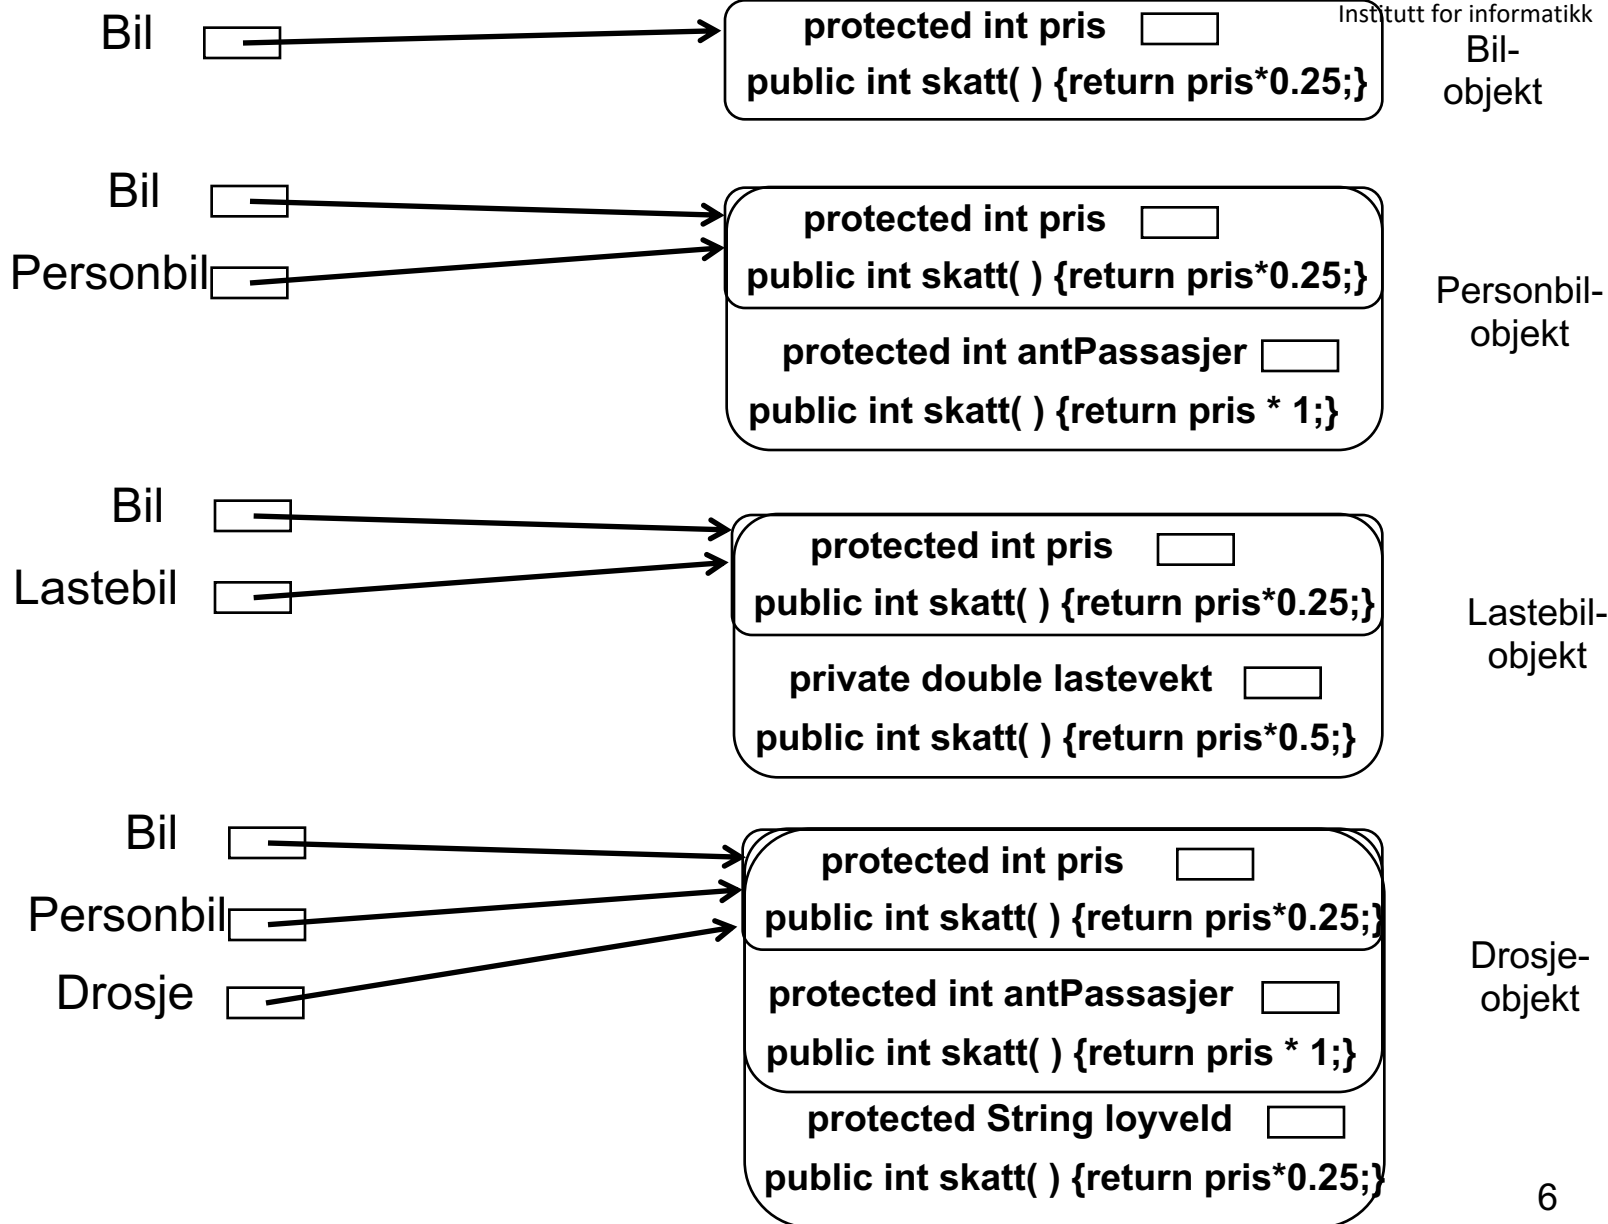 Institutt for informatikk
Bil
protected int pris
public int skatt( ) {return pris*0.25;}
Bil-
objekt
Bil
Personbil
protected int pris
public int skatt( ) {return pris*0.25;}
protected int antPassasjer
public int skatt( ) {return pris * 1;}
Personbil-
objekt
Bil
Lastebil
protected int pris
public int skatt( ) {return pris*0.25;}
private double lastevekt
public int skatt( ) {return pris*0.5;}
Lastebil-
objekt
Bil
Personbil
Drosje
protected int pris
public int skatt( ) {return pris*0.25;}
protected int antPassasjer
public int skatt( ) {return pris * 1;}
protected String loyveld
public int skatt( ) {return pris*0.25;}
Drosje-
objekt
6